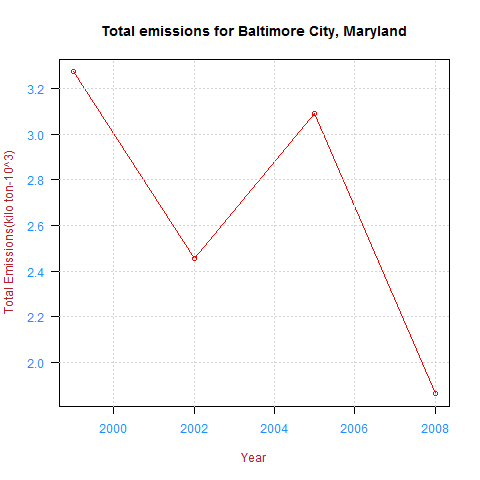 Total emissions for Baltimore City, Maryland
Total Emissions(kilo ton-10^3)
3.2
3.0
2.8
2.6
2.4
2.2
2.0
2000 2002 2004 2006 2008
Year